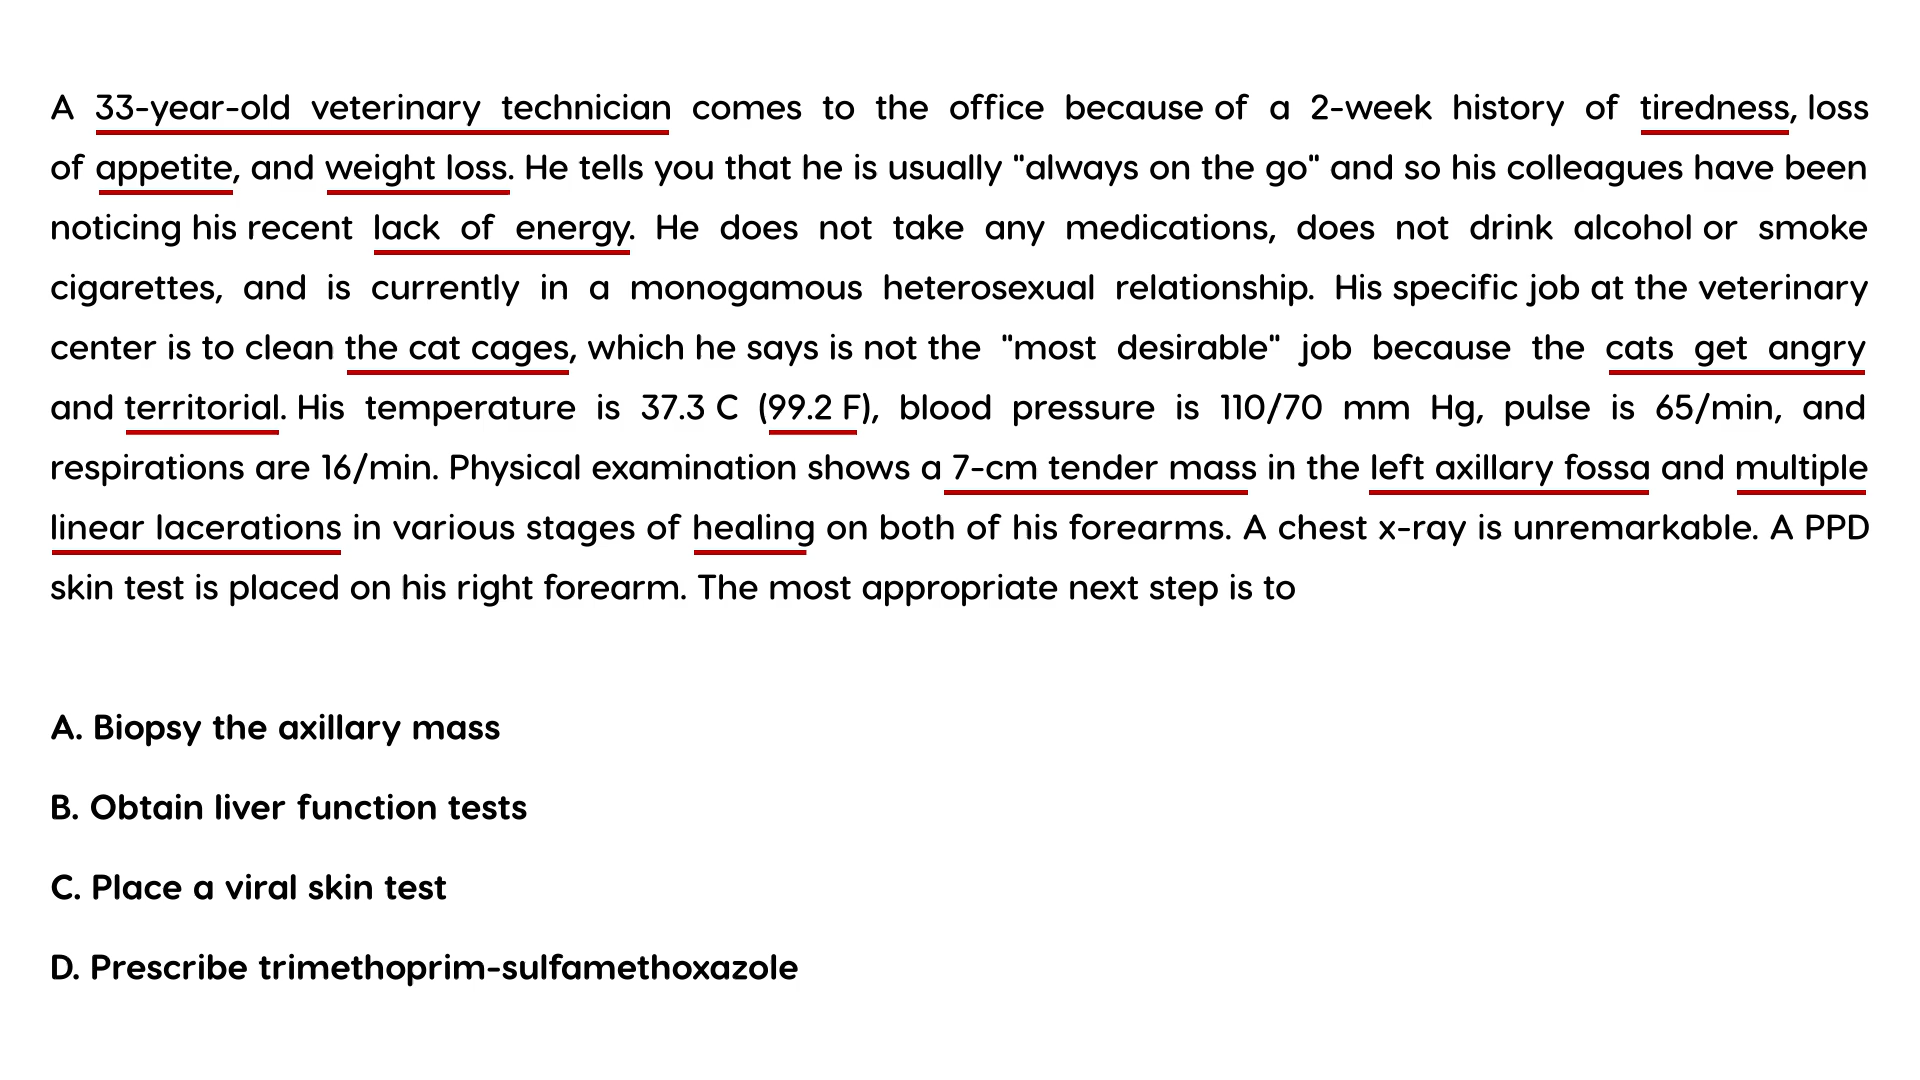 A 33-year-old veterinary technician comes to the office because of a 2-week history of tiredness, loss
of appetite, and weight loss. He tells you that he is usually "always on the go" and so his colleagues have been
noticing his recent lack of energy. He does not take any medications, does not drink alcohol or smoke
cigarettes, and is currently in a monogamous heterosexual relationship. His specific job at the veterinary
center is to clean the cat cages, which he says is not the "most desirable" job because the cats get angry
and territorial. His temperature is 37.3 C (99.2 F), blood pressure is 110/70 mm Hg, pulse is 65/min, and
respirations are 16/min. Physical examination shows a 7-cm tender mass in the left axillary fossa and multiple
linear lacerations in various stages of healing on both of his forearms. A chest x-ray is unremarkable. A PPD
skin test is placed on his right forearm. The most appropriate next step is to
A. Biopsy the axillary mass
B. Obtain liver function tests
C. Place a viral skin test
D. Prescribe trimethoprim-sulfamethoxazole